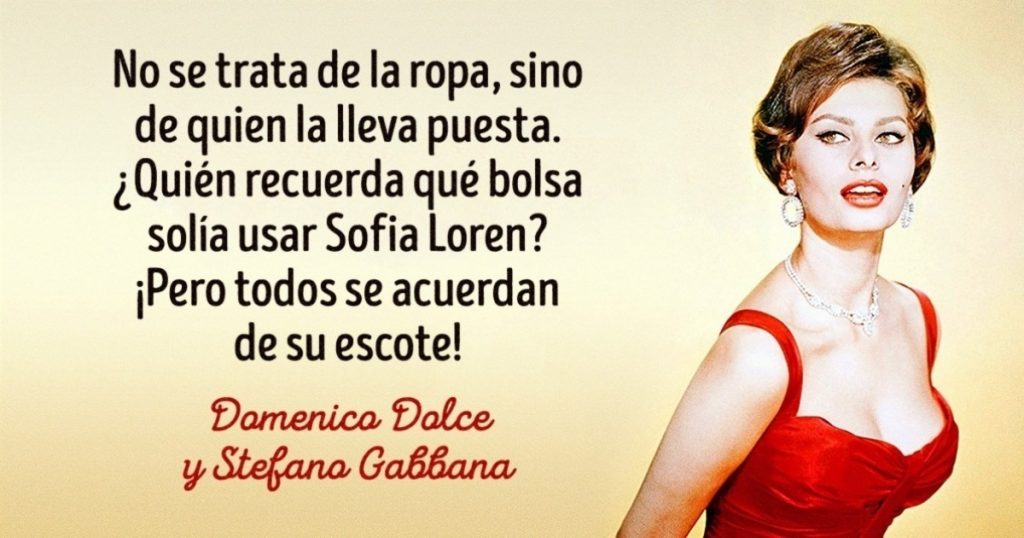 No se trata de la ropa, sino
de quien la lleva puesta.
¿Quién recuerda qué bolsa
solía usar Sofia Loren?
¡Pero todos se acuerdan
de su escote!
Domenico Dolce
y Stefano Gabbana